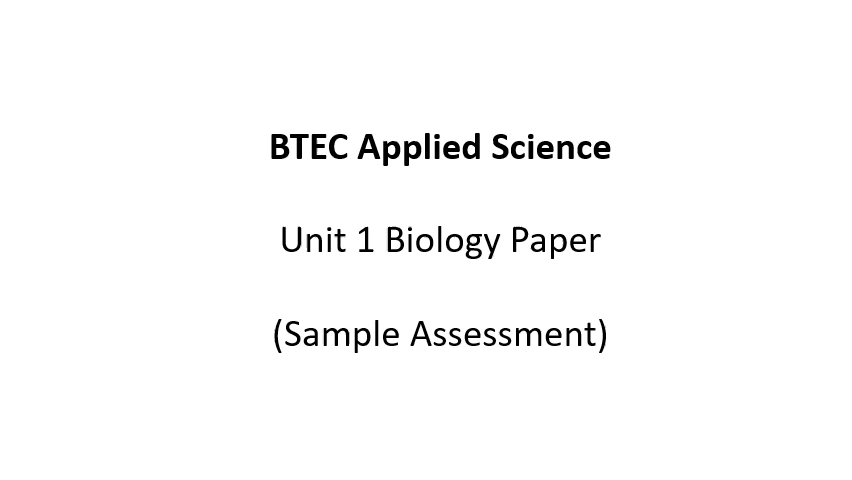 BTEC Applied Science
Unit 1 Biology Paper
(Sample Assessment)